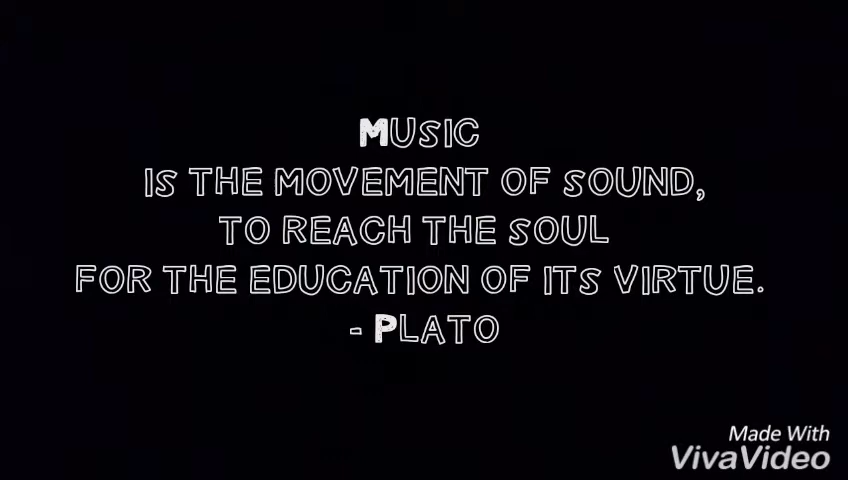 Music
is the movement of sound,
to reach the soul
for the education of its virtue.
- Plato
Made With
VivaVideo